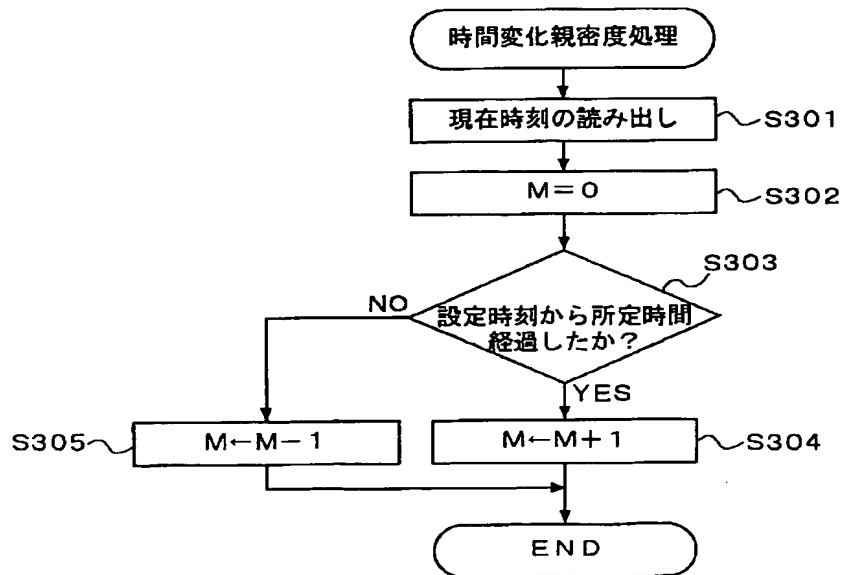 時間変化親密度処理
現在時刻の読み出し
S301
M=0
S302
S303
設定時刻から所定時間
経過したか？
NO
YES
S305
M←M-1
M←M+1
S304
END